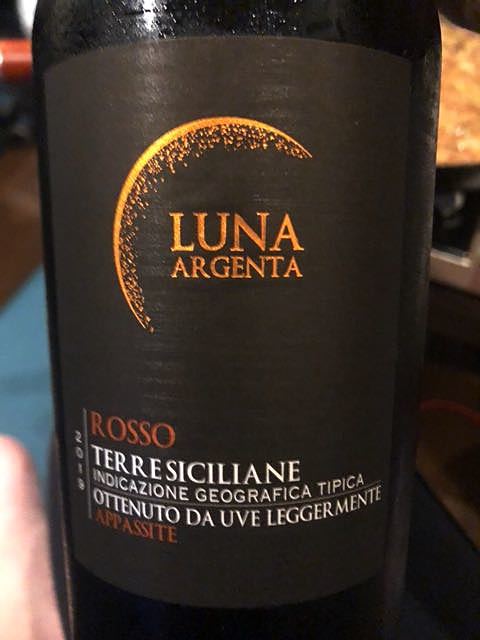 LUNA
ARGENTA
ROSSO
TERRE SICILIANE
INDICAZIONE GEOGRAFICA TIPICA
OTTENUTO DA UVE LEGGERMENTE
APPASSITE
2019